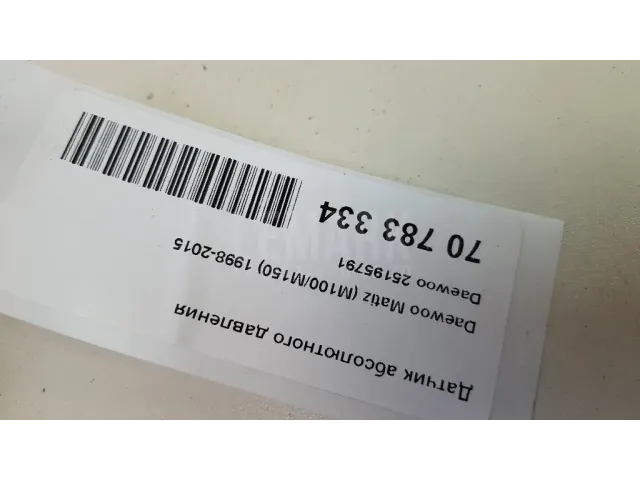 70 783 334
Daewoo 25195791
Daewoo Matiz (M100/M150) 1998-2015
Датчик абсолютного давления